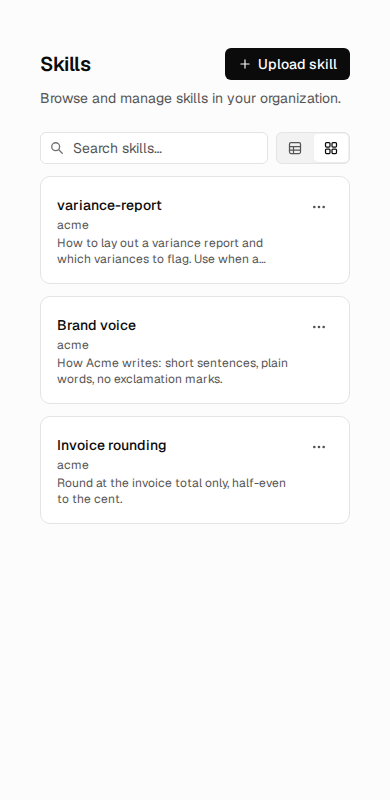 Skills
Upload skill
Browse and manage skills in your organization.
Search skills...
variance-report
acme
How to lay out a variance report and
which variances to flag. Use when a...
Brand voice
acme
How Acme writes: short sentences, plain
words, no exclamation marks.
Invoice rounding
acme
Round at the invoice total only, half-even
to the cent.